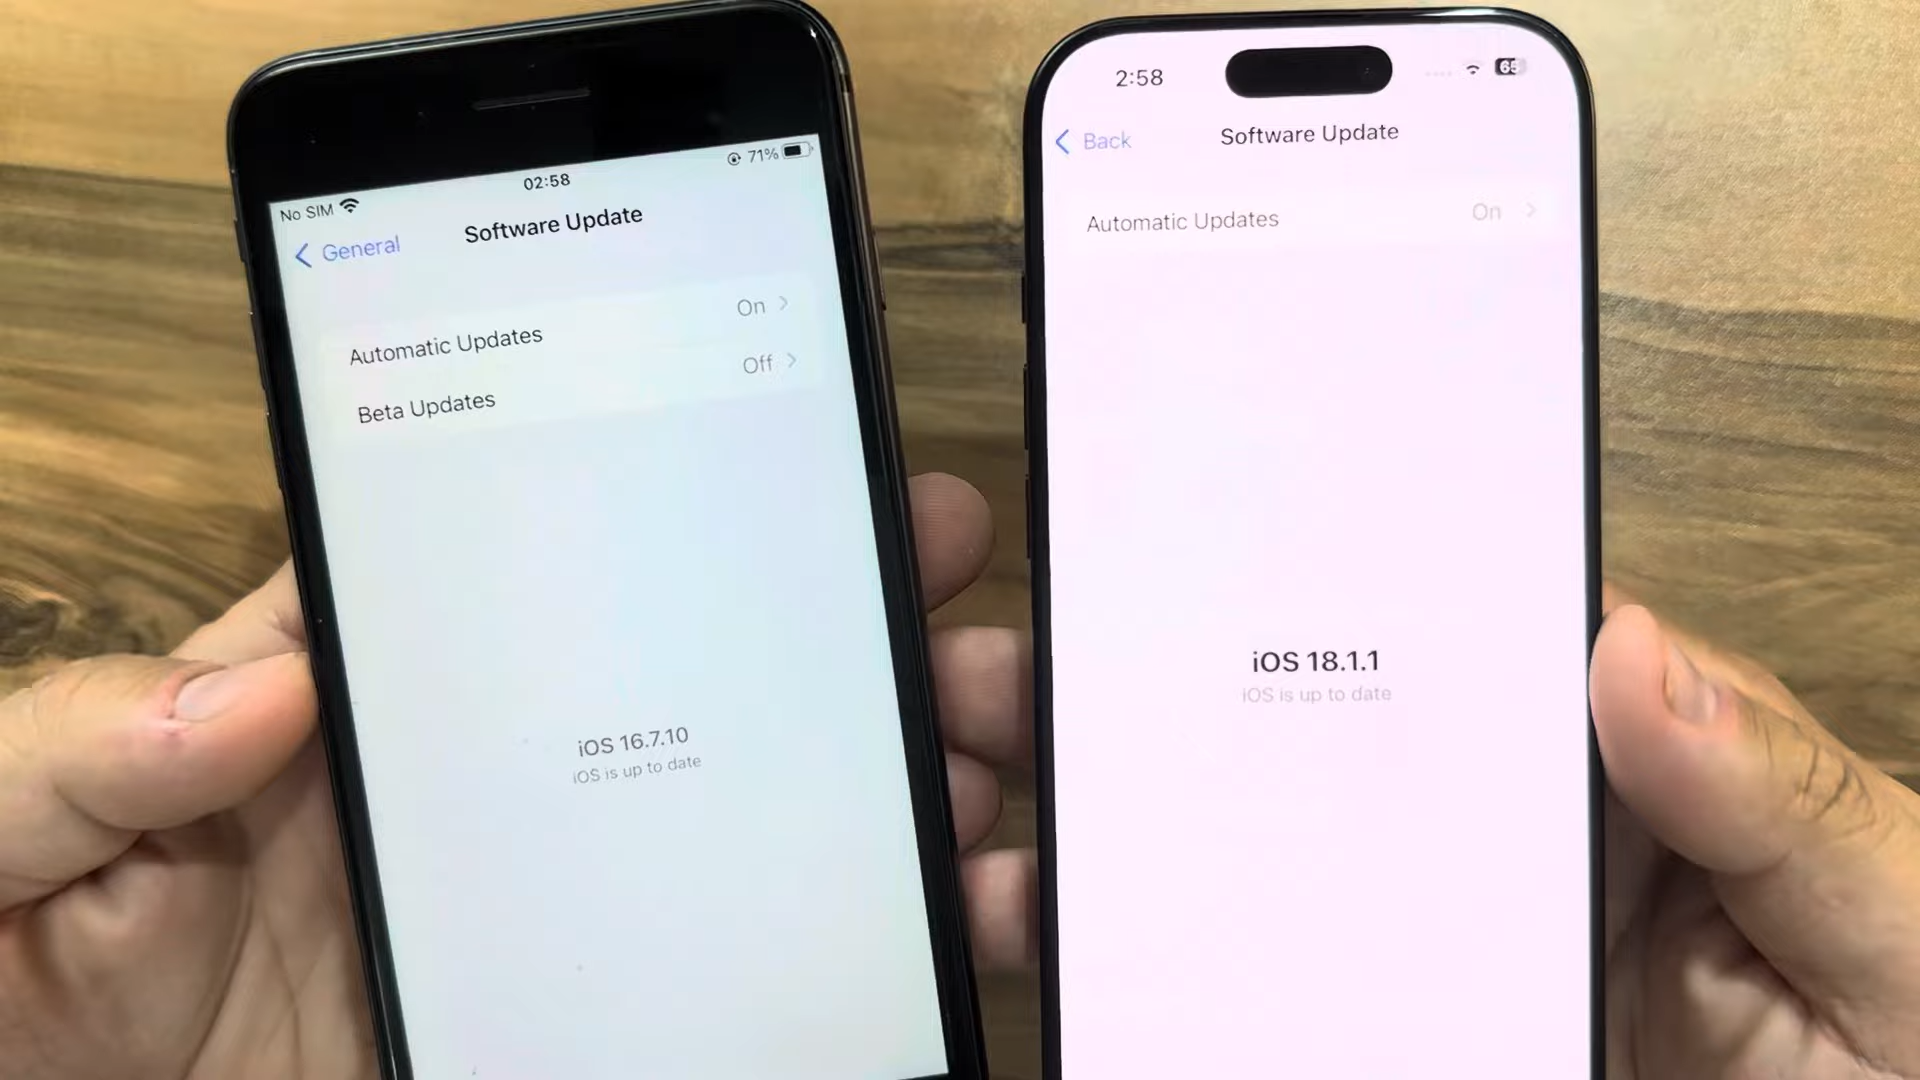 No SIM
02:58
71%
General
Software Update
Automatic Updates
On
Beta Updates
Off
iOS 16.7.10
iOS is up to date
2:58
65
Back
Software Update
Automatic Updates
On
iOS 18.1.1
iOS is up to date